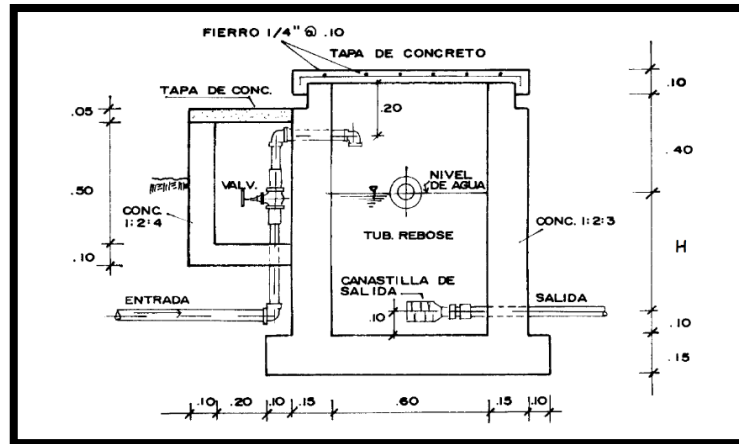 FIERRO 1/4" @ .10
TAPA DE CONCRETO
TAPA DE CONC.
.05
.20
.10
.40
.50
VALV.
NIVEL
DE AGUA
CONC.
1:2:4
TUB. REBOSE
CONC. 1:2:3
H
.10
CANASTILLA DE
SALIDA
ENTRADA
SALIDA
.10
.10
.15
.10 .20 .10 .15 .60 .15 .10